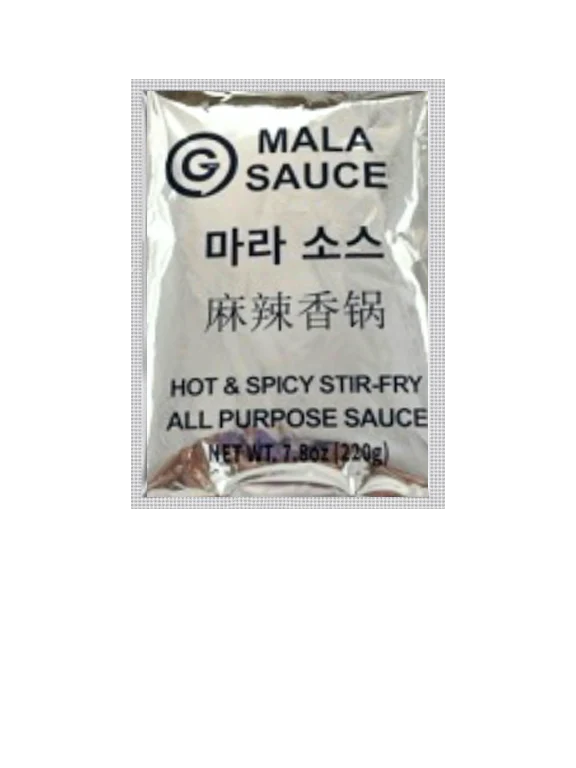 G MALA
SAUCE
마라 소스
麻辣香锅
HOT & SPICY STIR-FRY
ALL PURPOSE SAUCE
NET WT. 7.8oz (220g)